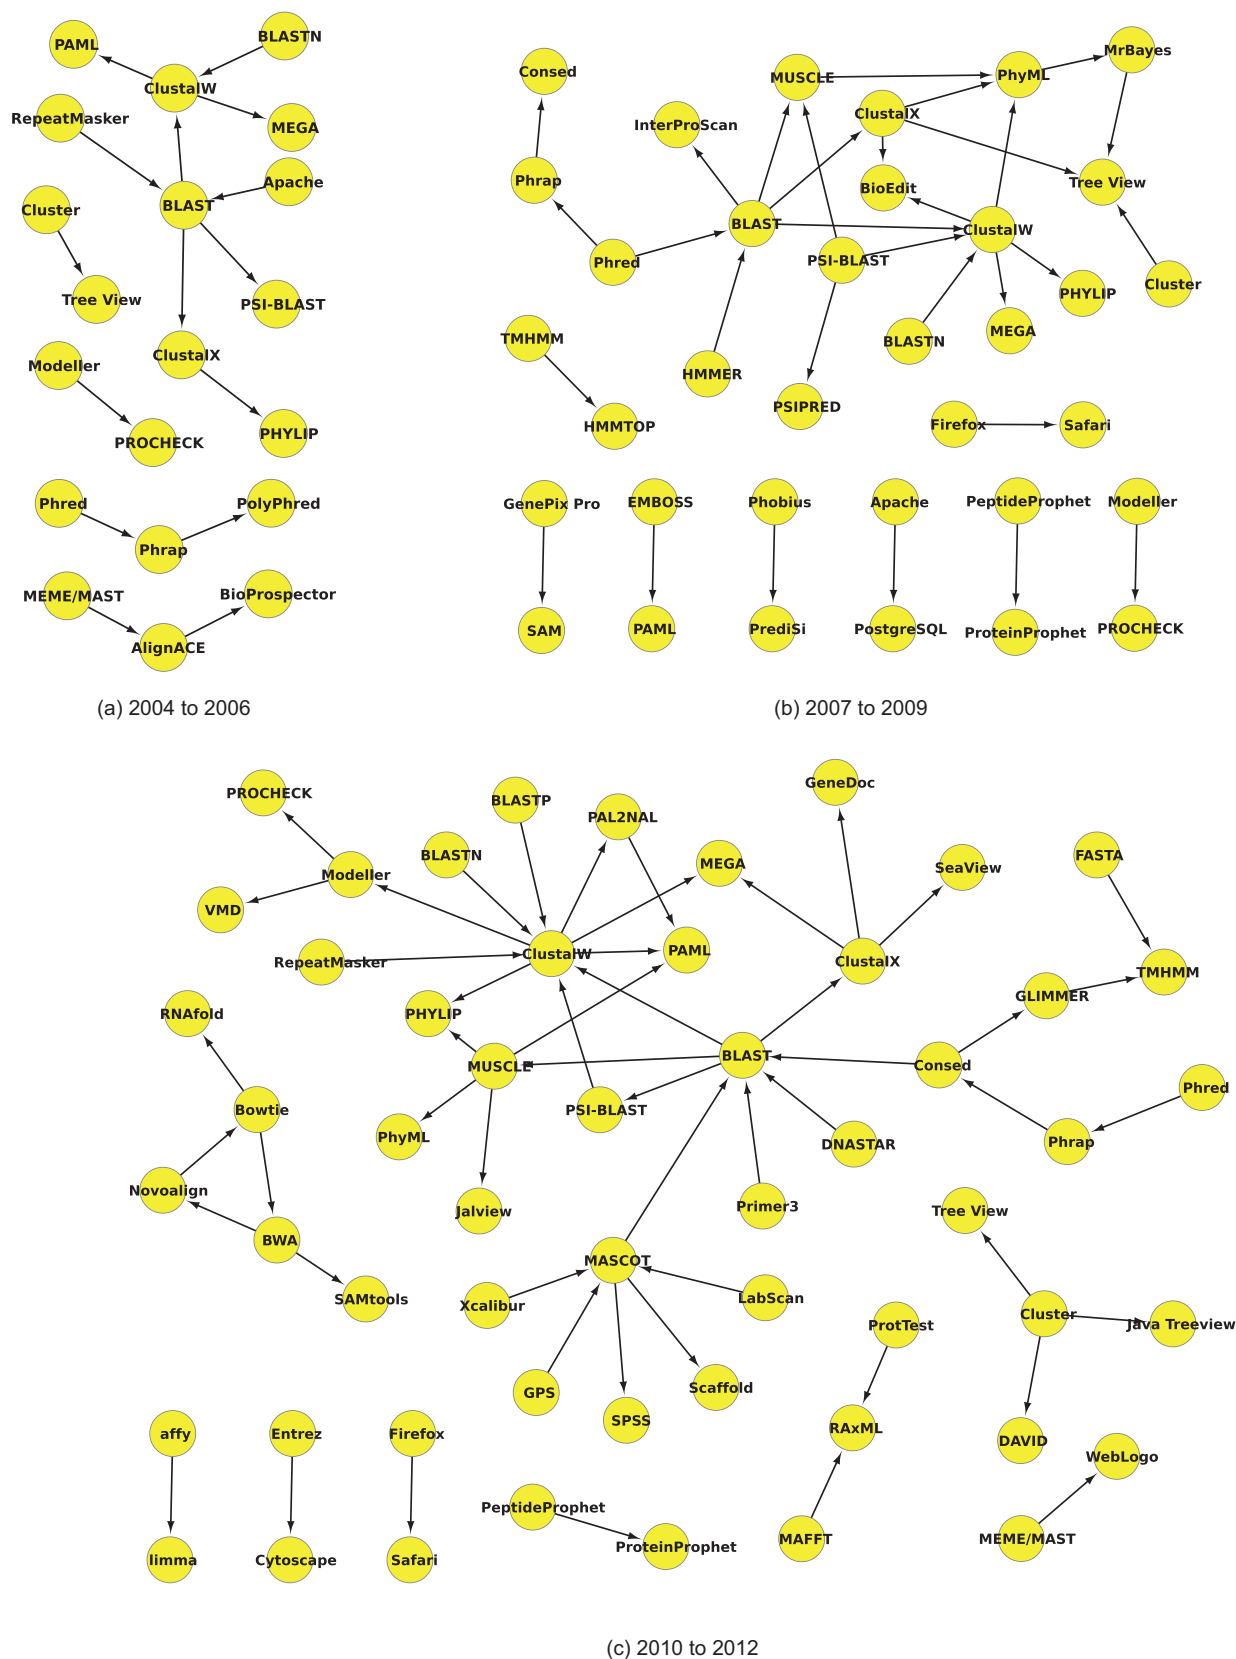 PAML
BLASTN
ClustalW
RepeatMasker
MEGA
Apache
Cluster
BLAST
Tree View
PSI-BLAST
ClustalX
Modeller
PROCHECK
PHYLIP
Phred
PolyPhred
Phrap
MEME/MAST
BioProspector
AlignACE
(a) 2004 to 2006
Consed
MUSCLE
PhyML
MrBayes
InterProScan
ClustalX
Phrap
BioEdit
Tree View
BLAST
ClustalW
Phred
PSI-BLAST
PHYLIP
Cluster
TMHMM
BLASTN
MEGA
HMMER
PSIPRED
HMMTOP
Firefox
Safari
GenePix Pro
EMBOSS
Phobius
Apache
PeptideProphet
Modeller
SAM
PAML
PrediSi
PostgreSQL
ProteinProphet
PROCHECK
(b) 2007 to 2009
PROCHECK
BLASTP
PAL2NAL
GeneDoc
BLASTN
MEGA
SeaView
FASTA
Modeller
VMD
RepeatMasker
ClustalW
PAML
ClustalX
TMHMM
GLIMMER
RNAfold
PHYLIP
MUSCLE
BLAST
Consed
Phred
Bowtie
PSI-BLAST
PhyML
DNASTAR
Phrap
Novoalign
Jalview
Primer3
Tree View
BWA
MASCOT
SAMtools
Xcalibur
LabScan
Cluster
Java Treeview
ProtTest
GPS
Scaffold
SPSS
RAxML
DAVID
affy
Entrez
Firefox
WebLogo
PeptideProphet
ProteinProphet
MAFFT
MEME/MAST
limma
Cytoscape
Safari
(c) 2010 to 2012